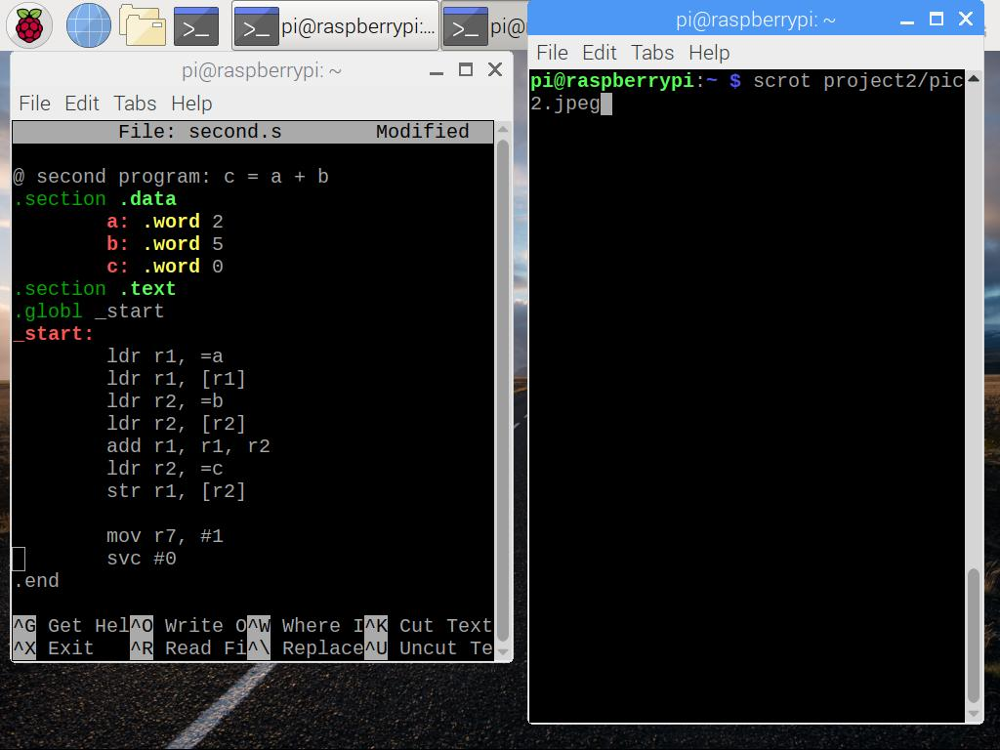 pi@raspberrypi:...
pi@
pi@raspberrypi: ~
File Edit Tabs Help
File: second.s Modified
@ second program: c = a + b
.section .data
a: .word 2
b: .word 5
c: .word 0
.section .text
.globl _start
_start:
ldr r1, =a
ldr r1, [r1]
ldr r2, =b
ldr r2, [r2]
add r1, r1, r2
ldr r2, =c
str r1, [r2]
mov r7, #1
svc #0
.end
^G Get Hel^O Write O^W Where I^K Cut Text
^X Exit ^R Read Fi^\ Replace^U Uncut Te
pi@raspberrypi: ~
File Edit Tabs Help
pi@raspberrypi:~ $ scrot project2/pic
2.jpeg